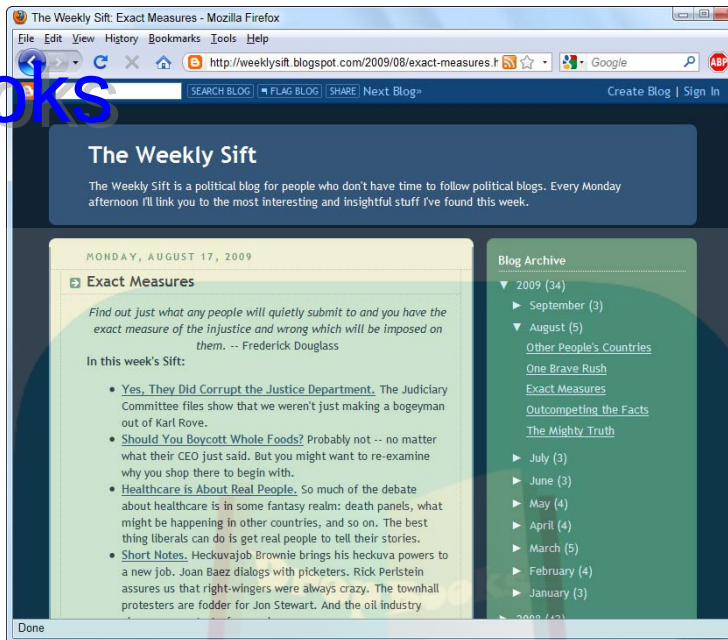 The Weekly Sift: Exact Measures - Mozilla Firefox
File Edit View History Bookmarks Tools Help
http://weeklysift.blogspot.com/2009/08/exact-measures.h
Google
ABP
oks
SEARCH BLOG FLAG BLOG SHARE Next Blog»
Create Blog | Sign In
The Weekly Sift
The Weekly Sift is a political blog for people who don't have time to follow political blogs. Every Monday
afternoon I'll link you to the most interesting and insightful stuff I've found
this week.
MONDAY, AUGUST 17, 2009
Exact Measures
Find out just what any people will quietly submit to and you have the
exact measure of the injustice and wrong which will be imposed on
them. -- Frederick Douglass
In this week's Sift:
Yes, They Did Corrupt the Justice Department. The Judiciary
Committee files show that we weren't just making a bogeyman
out of Karl Rove.
Should You Boycott Whole Foods? Probably not -- no matter
what their CEO just said. But you might want to re-examine
why you shop there to begin with.
Healthcare is About Real People. So much of the debate
about healthcare is in some fantasy realm: death panels, what
might be happening in other countries, and so on. The best
thing liberals can do is get real people to tell their stories.
Short Notes. Heckuvajob Brownie brings his heckuva powers to
a new job. Joan Baez dialogs with picketers. Rick Perlstein
assures us that right-wingers were always crazy. The townhall
protesters are fodder for Jon Stewart. And the oil industry
Blog Archive
▼ 2009 (34)
► September (3)
▼ August (5)
Other People's Countries
One Brave Rush
Exact Measures
Outcompeting the Facts
The Mighty Truth
► July (3)
► June (3)
► May (4)
► April (4)
► March (5)
► February (4)
► January (3)
Done